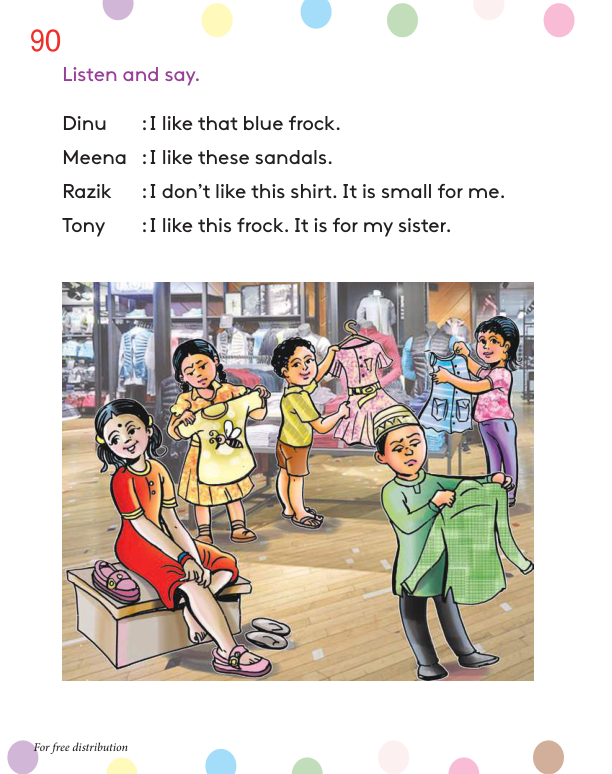 90
Listen and say.
Dinu : I like that blue frock.
Meena : I like these sandals.
Razik : I don't like this shirt. It is small for me.
Tony : I like this frock. It is for my sister.
For free distribution